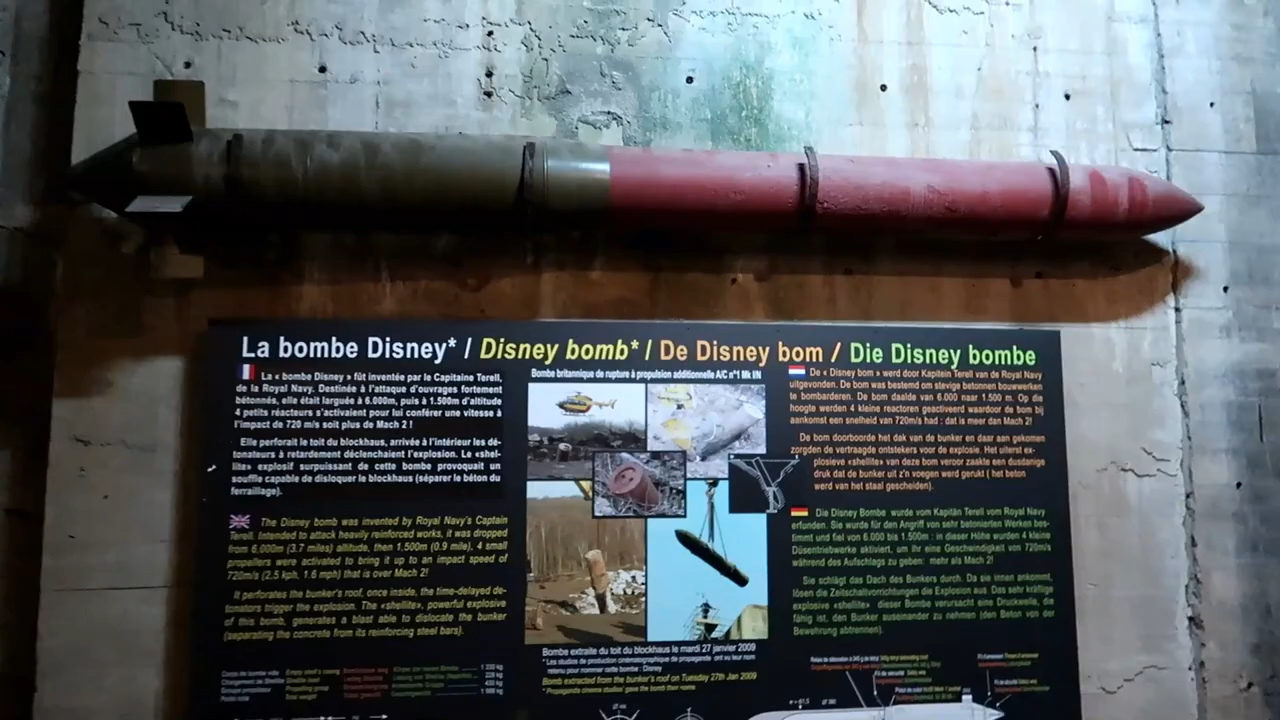 La bombe Disney* / Disney bomb* / De Disney bom / Die Disney bombe
La « bombe Disney » fût inventée par le Capitaine Terell,
de la Royal Navy. Destinée à l'attaque d'ouvrages fortement
bétonnés, elle était larguée à 6.000m, puis à 1.500m d'altitude
4 petits réacteurs s'activaient pour lui conférer une vitesse à
l'impact de 720 m/s soit plus de Mach 2 !
Elle perforait le toit du blockhaus, arrivée à l'intérieur les dé-
tonateurs à retardement déclenchaient l'explosion. Le «shel-
lite» explosif surpuissant de cette bombe provoquait un
souffle capable de disloquer le blockhaus (séparer le béton du
ferraillage).
The Disney bomb was invented by Royal Navy's Captain
Terell. Intended to attack heavily reinforced works, it was dropped
from 6,000m (3.7 miles) altitude, then 1,500m (0.9 mile), 4 small
propellers were activated to bring it up to an impact speed of
720m/s (2,5 kph, 1.6 mph) that is over Mach 2!
It perforates the bunker's roof, once inside, the time-delayed de-
tonators trigger the explosion. The «shellite», powerful explosive
of this bomb, generates a blast able to dislocate the bunker
(separating the concrete from its reinforcing steel bars).
Bombe britannique de rupture à propulsion additionnelle A/C n°1 Mk I/N
Bombe extraite du toit du blockhaus le mardi 27 janvier 2009
* Les studios de production cinématographique de propagande ont eu leur nom
retenu pour nommer cette bombe : Disney
Bomb extracted from the bunker's roof on Tuesday 27th Jan 2009
* Propaganda cinema studios' gave the bomb their name
De « Disney bom » werd door Kapitein Terell van de Royal Navy
uitgevonden. De bom was bestemd om stevige betonnen bouwwerken
te bombarderen. De bom daalde van 6.000 naar 1.500 m. Op die
hoogte werden 4 kleine reactoren geactiveerd waardoor de bom bij
aankomst een snelheid van 720m/s had : dat is meer dan Mach 2!
De bom doorboorde het dak van de bunker en daar aan gekomen
zorgden de vertraagde ontstekers voor de explosie. Het uiterst ex-
plosieve «shellite» van deze bom veroor zaakte een dusdanige
druk dat de bunker uit z'n voegen werd gerukt ( het beton
werd van het staal gescheiden).
Die Disney Bombe wurde vom Kapitän Terell vom Royal Navy
erfunden. Sie wurde für den Angriff von sehr betonierten Werken bes-
timmt und fiel von 6.000 bis 1.500m : in dieser Höhe wurden 4 kleine
Düsentriebwerke aktiviert, um ihr eine Geschwindigkeit von 720m/s
während des Aufschlags zu geben: mehr als Mach 2!
Sie schlägt das Dach des Bunkers durch. Da sie innen ankommt,
lösen die Zeitschaltvorrichtungen die Explosion aus. Das sehr kräftige
explosive «shellite» dieser Bombe verursacht eine Druckwelle, die
fähig ist, den Bunker auseinander zu nehmen (den Beton von der
Bewehrung abtrennen).